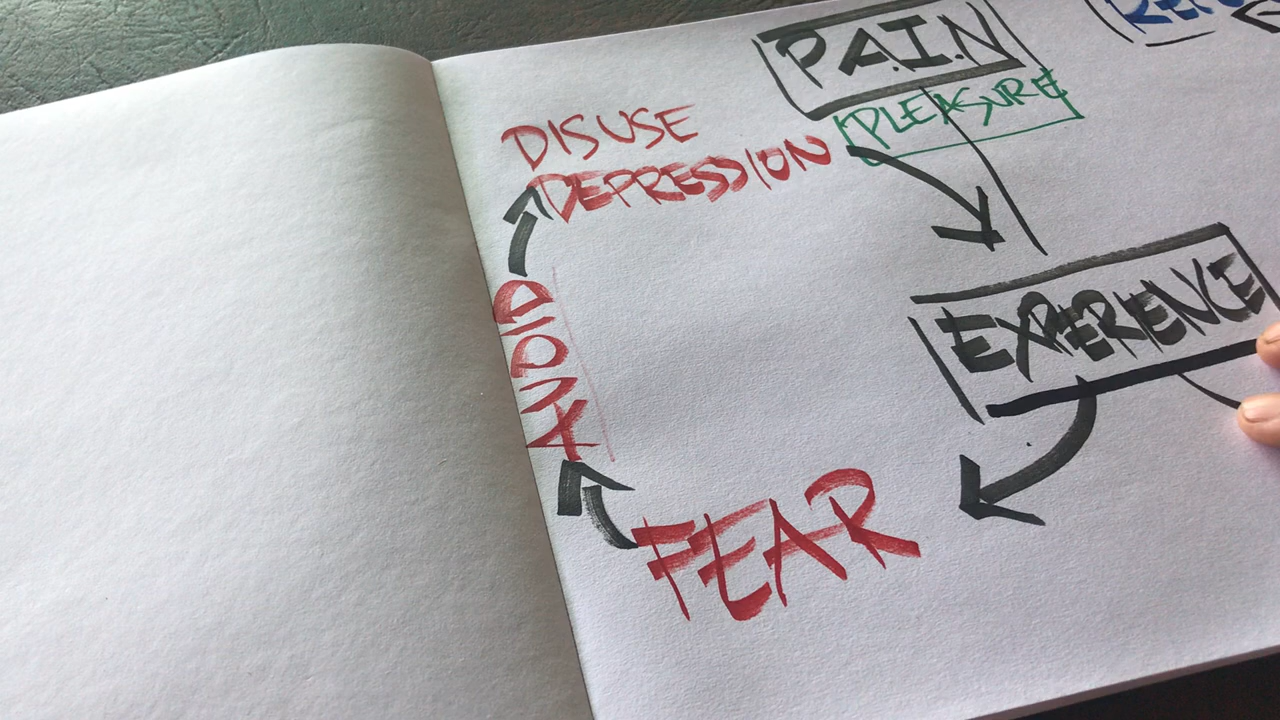 PAIN
PLEASURE
DISUSE
DEPRESSION
EXPERIENCE
AVOID
FEAR